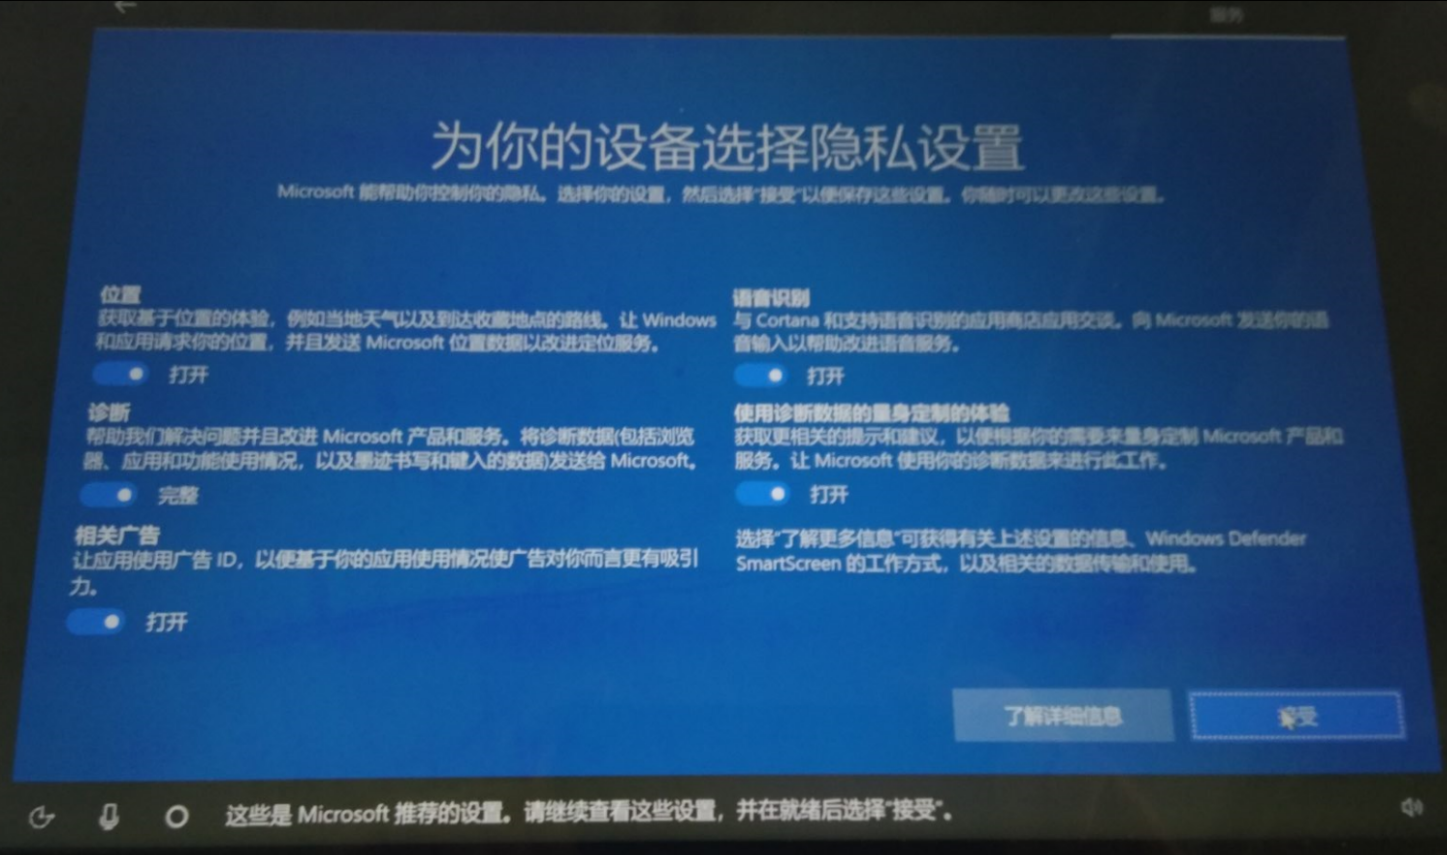 服务
为你的设备选择隐私设置
Microsoft 能帮助你控制你的隐私。选择你的设置，然后选择"接受"以便保存这些设置。你随时可以更改这些设置。
位置
获取基于位置的体验，例如当地天气以及到达收藏地点的路线。让 Windows
和应用请求你的位置，并且发送 Microsoft 位置数据以改进定位服务。
打开
诊断
帮助我们解决问题并且改进 Microsoft 产品和服务。将诊断数据(包括浏览
器、应用和功能使用情况，以及墨迹书写和键入的数据)发送给 Microsoft。
完整
相关广告
让应用使用广告 ID，以便基于你的应用使用情况使广告对你而言更有吸引
力。
打开
语音识别
与 Cortana 和支持语音识别的应用商店应用交谈。向 Microsoft 发送你的语
音输入以帮助改进语音服务。
打开
使用诊断数据的量身定制的体验
获取更相关的提示和建议，以便根据你的需要来量身定制 Microsoft 产品和
服务。让 Microsoft 使用你的诊断数据来进行此工作。
打开
选择"了解更多信息"可获得有关上述设置的信息、Windows Defender
SmartScreen 的工作方式，以及相关的数据传输和使用。
了解详细信息
接受
这些是 Microsoft 推荐的设置。请继续查看这些设置，并在就绪后选择"接受"。